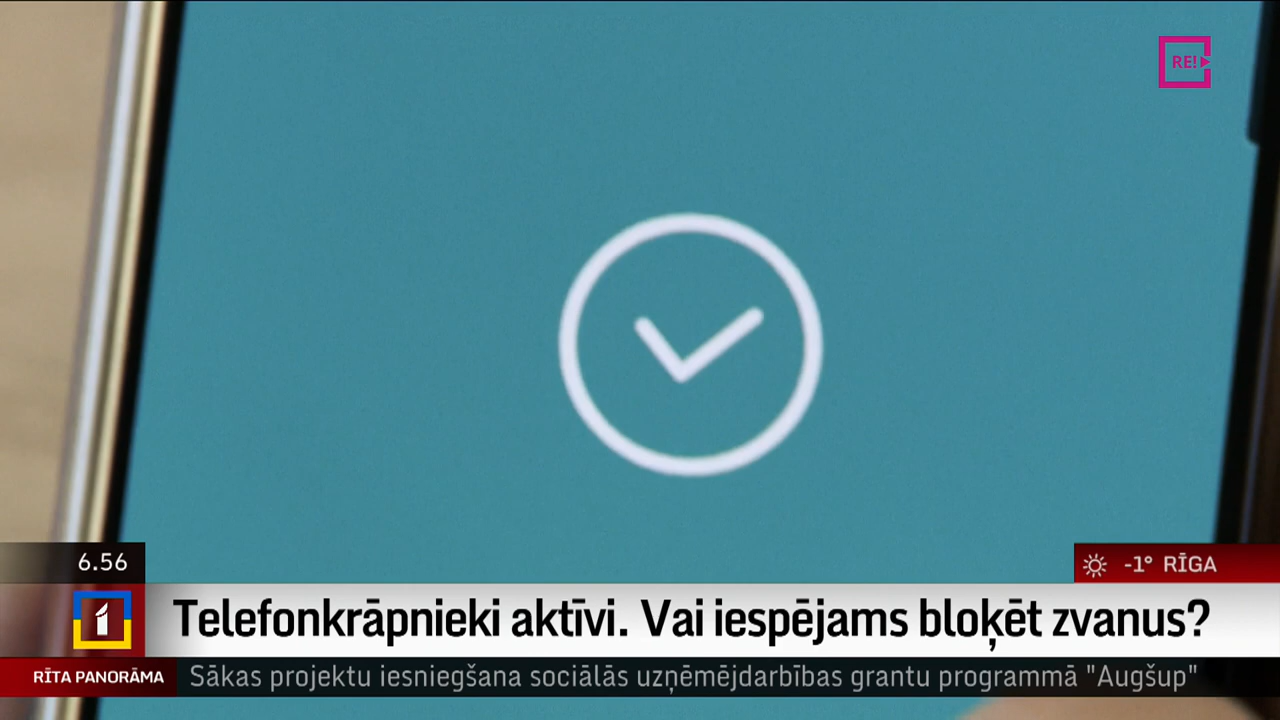 RE!
6.56
-1° RĪGA
1
Telefonkrāpnieki aktīvi. Vai iespējams bloķēt zvanus?
RĪTA PANORĀMA
Sākas projektu iesniegšana sociālās uzņēmējdarbības grantu programmā "Augšup"